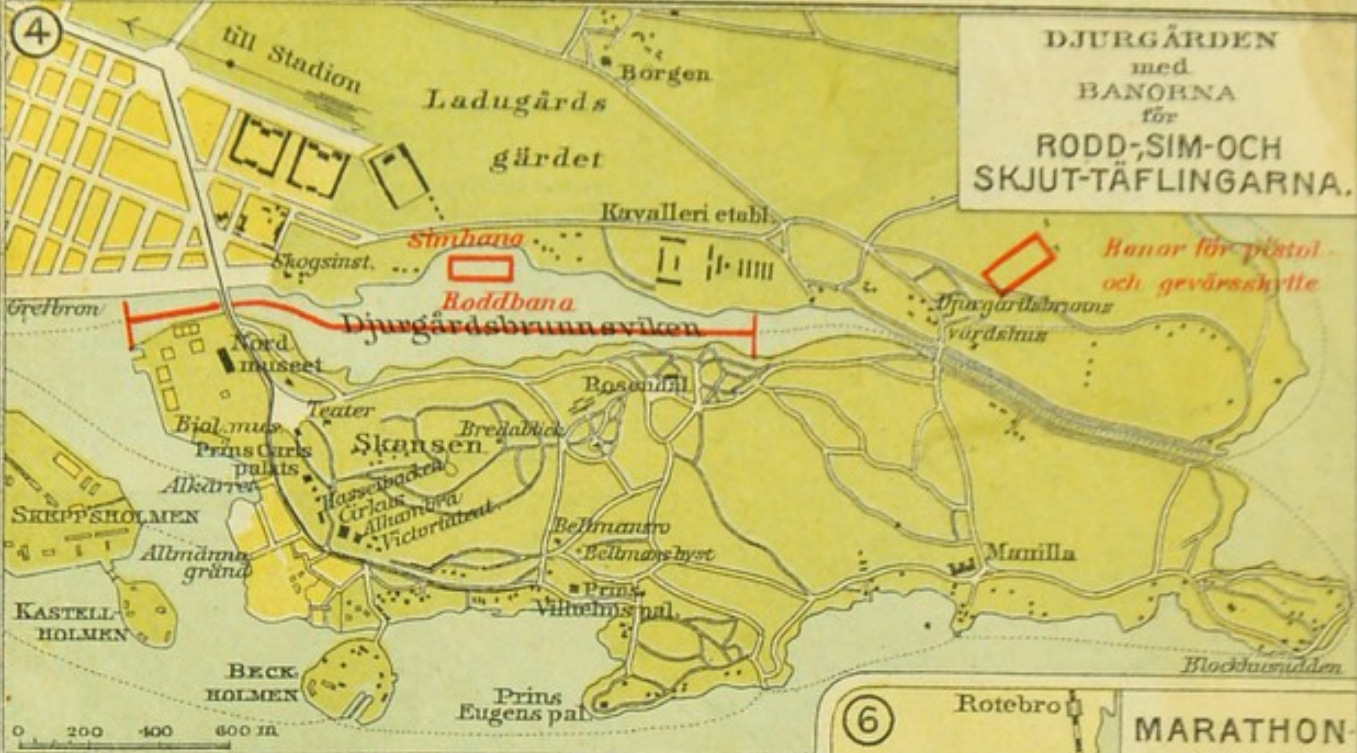 4
till Stadion
Borgen
DJURGÅRDEN
med
BANORNA
för
RODD-, SIM- OCH
SKJUT-TÄFLINGARNA.
Ladugårds
gärdet
Kavalleri etabl.
Simbana
Banor för pistol
och gevärsskytte
Skogsinst.
Roddbana
Djurgårdsbrunns
värdshus
Grefbron
Djurgårdsbrunnsviken
Nord
museet
Rosendal
Teater
Biol. mus.
Skansen
Bredablick
Prins Carls
palats
Alkärret
Hasselbacken
Cirkus
Alhambra
Victoriateat.
SKEPPSHOLMEN
Allmänna
gränd
Bellmansro
Bellmansbyst
Manilla
Prins
Vilhelms pal.
KASTELL-
HOLMEN
BECK-
HOLMEN
Blockhusudden
Prins
Eugens pal.
0 200 400 600 m
6
Rotebro
MARATHON-